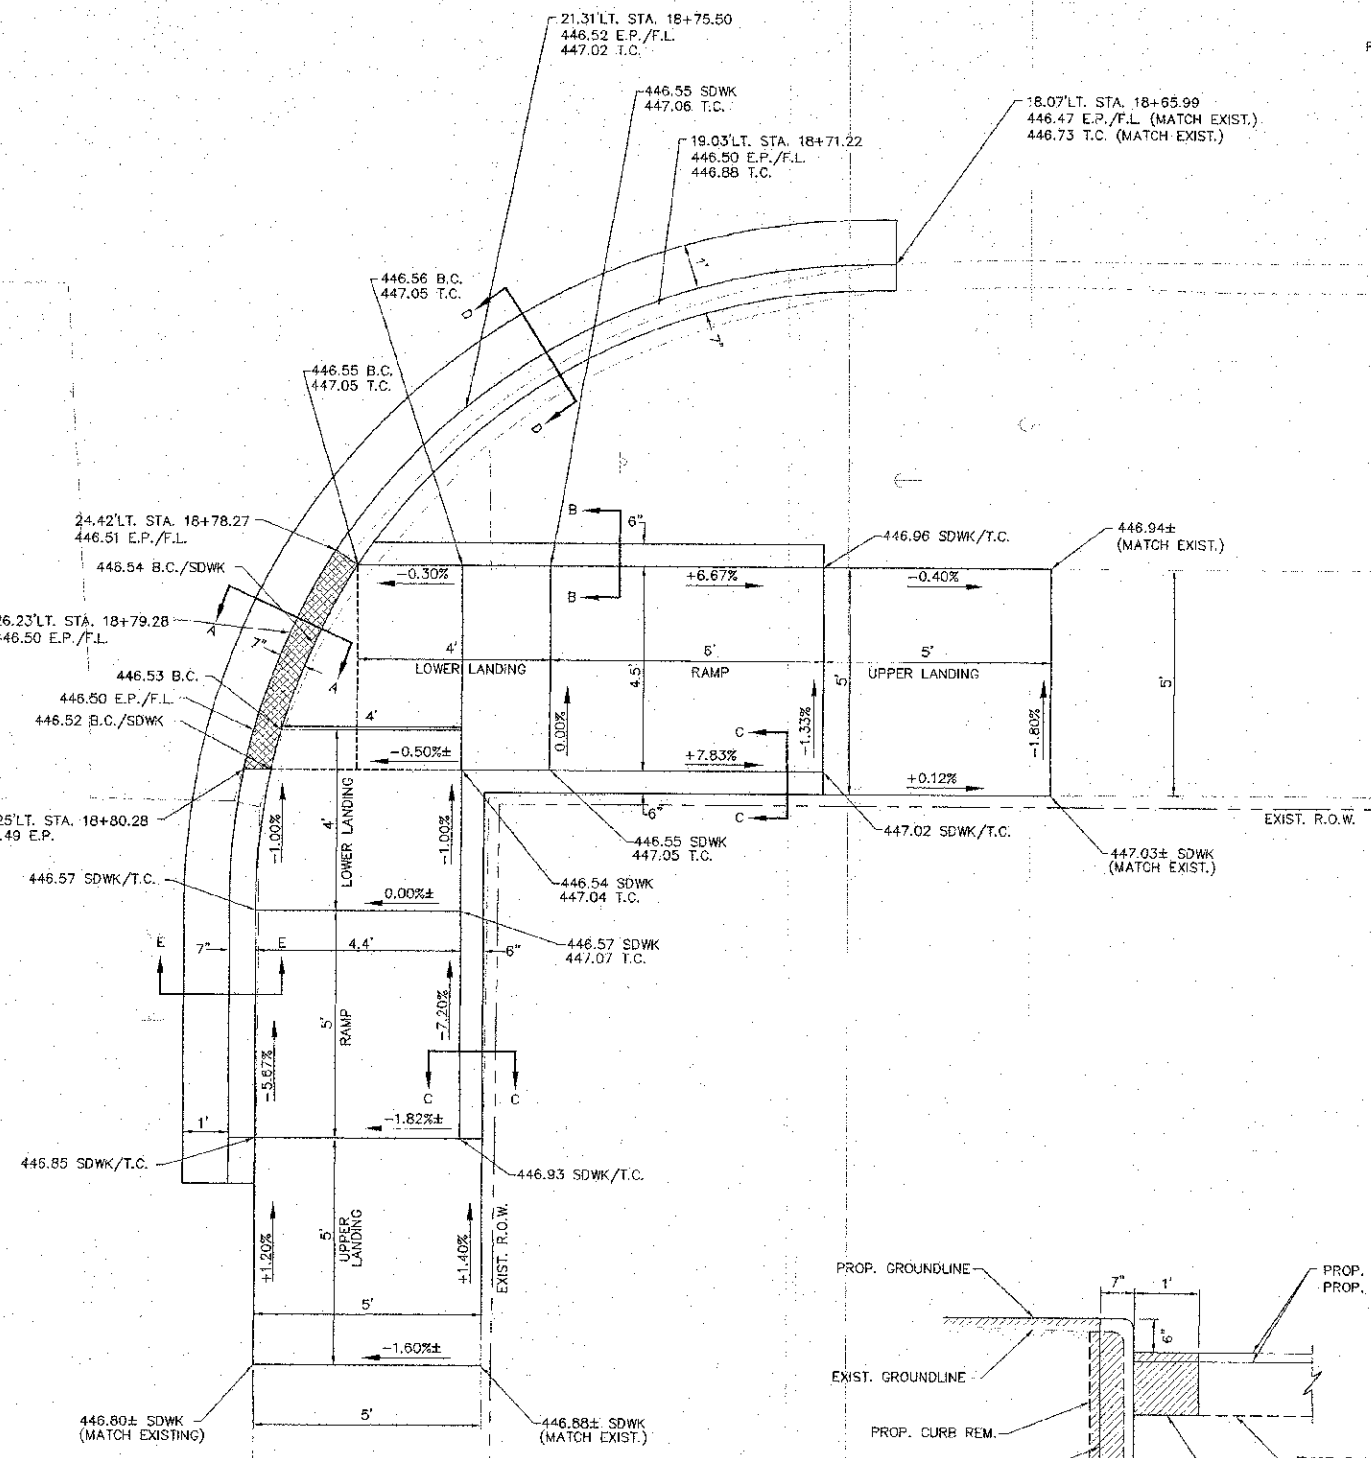 21.31'LT. STA. 18+75.50
446.52 E.P./F.L.
447.02 T.C.
446.55 SDWK
447.06 T.C.
18.07'LT. STA. 18+65.99
446.47 E.P./F.L. (MATCH EXIST.)
446.73 T.C. (MATCH EXIST.)
19.03'LT. STA. 18+71.22
446.50 E.P./F.L.
446.88 T.C.
1'
7"
446.56 B.C.
447.05 T.C.
D
D
446.55 B.C.
447.05 T.C.
24.42'LT. STA. 18+78.27
446.51 E.P./F.L.
446.54 B.C./SDWK
26.23'LT. STA. 18+79.28
446.50 E.P./F.L.
A
7"
A
446.53 B.C.
446.50 E.P./F.L.
446.52 B.C./SDWK
25'LT. STA. 18+80.28
.49 E.P.
B
B
6"
446.96 SDWK/T.C.
446.94±
(MATCH EXIST.)
-0.30%
+6.67%
-0.40%
4'
LOWER LANDING
6'
RAMP
5'
UPPER LANDING
4.5'
5'
5'
0.00%
-1.33%
-1.80%
4'
-0.50%±
+7.83%
C
C
+0.12%
6"
EXIST. R.O.W.
447.02 SDWK/T.C.
447.03± SDWK
(MATCH EXIST.)
446.55 SDWK
447.05 T.C.
446.54 SDWK
447.04 T.C.
-1.00%
4'
LOWER LANDING
-1.00%
446.57 SDWK/T.C.
0.00%±
446.57 SDWK
447.07 T.C.
E
E
7"
4.4'
6"
5'
RAMP
-7.20%
-5.67%
C
C
-1.82%±
1'
446.85 SDWK/T.C.
446.93 SDWK/T.C.
+1.20%
5'
UPPER
LANDING
+1.40%
EXIST. R.O.W.
5'
-1.60%±
5'
446.80± SDWK
(MATCH EXISTING)
446.88± SDWK
(MATCH EXIST.)
PROP. GROUNDLINE
7"
1'
PROP.
PROP.
6"
EXIST. GROUNDLINE
PROP. CURB REM.